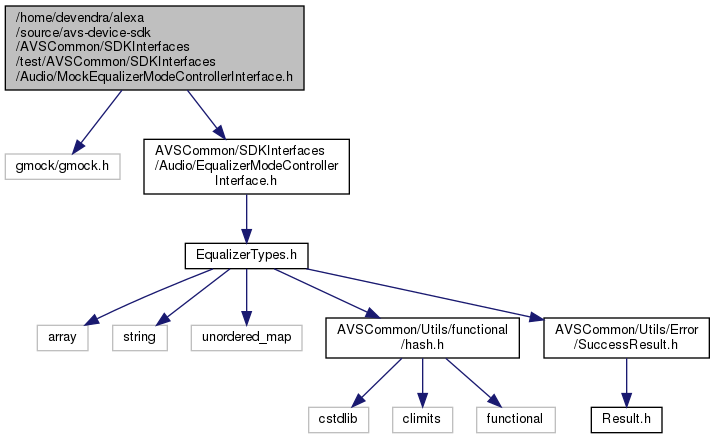 /home/devendra/alexa
/source/avs-device-sdk
/AVSCommon/SDKInterfaces
/test/AVSCommon/SDKInterfaces
/Audio/MockEqualizerModeControllerInterface.h
gmock/gmock.h
AVSCommon/SDKInterfaces
/Audio/EqualizerModeController
Interface.h
EqualizerTypes.h
array
string
unordered_map
AVSCommon/Utils/functional
/hash.h
AVSCommon/Utils/Error
/SuccessResult.h
cstdlib
climits
functional
Result.h